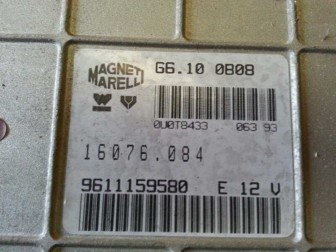 MAGNETI MARELLI G6.10 0B08
0U0T8433 063 93
16076.084
9611159580 E 12 V